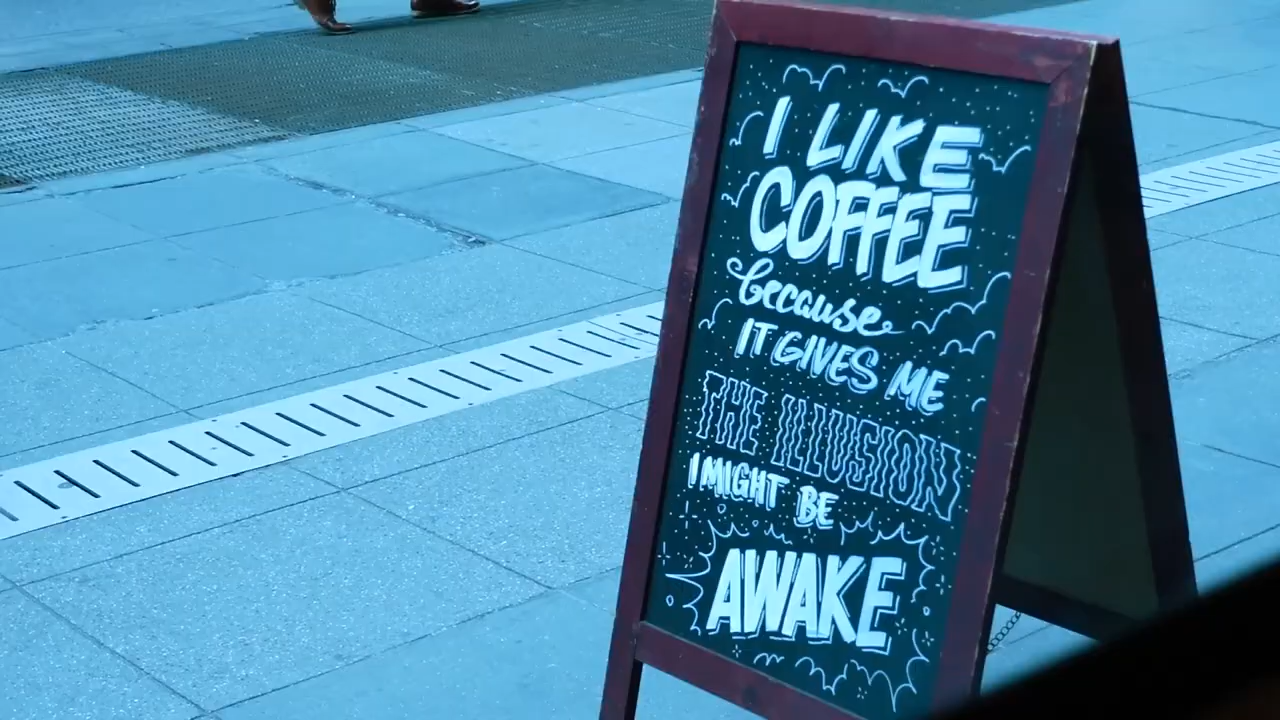 I LIKE
COFFEE
because
IT GIVES ME
THE ILLUSION
I MIGHT BE
AWAKE